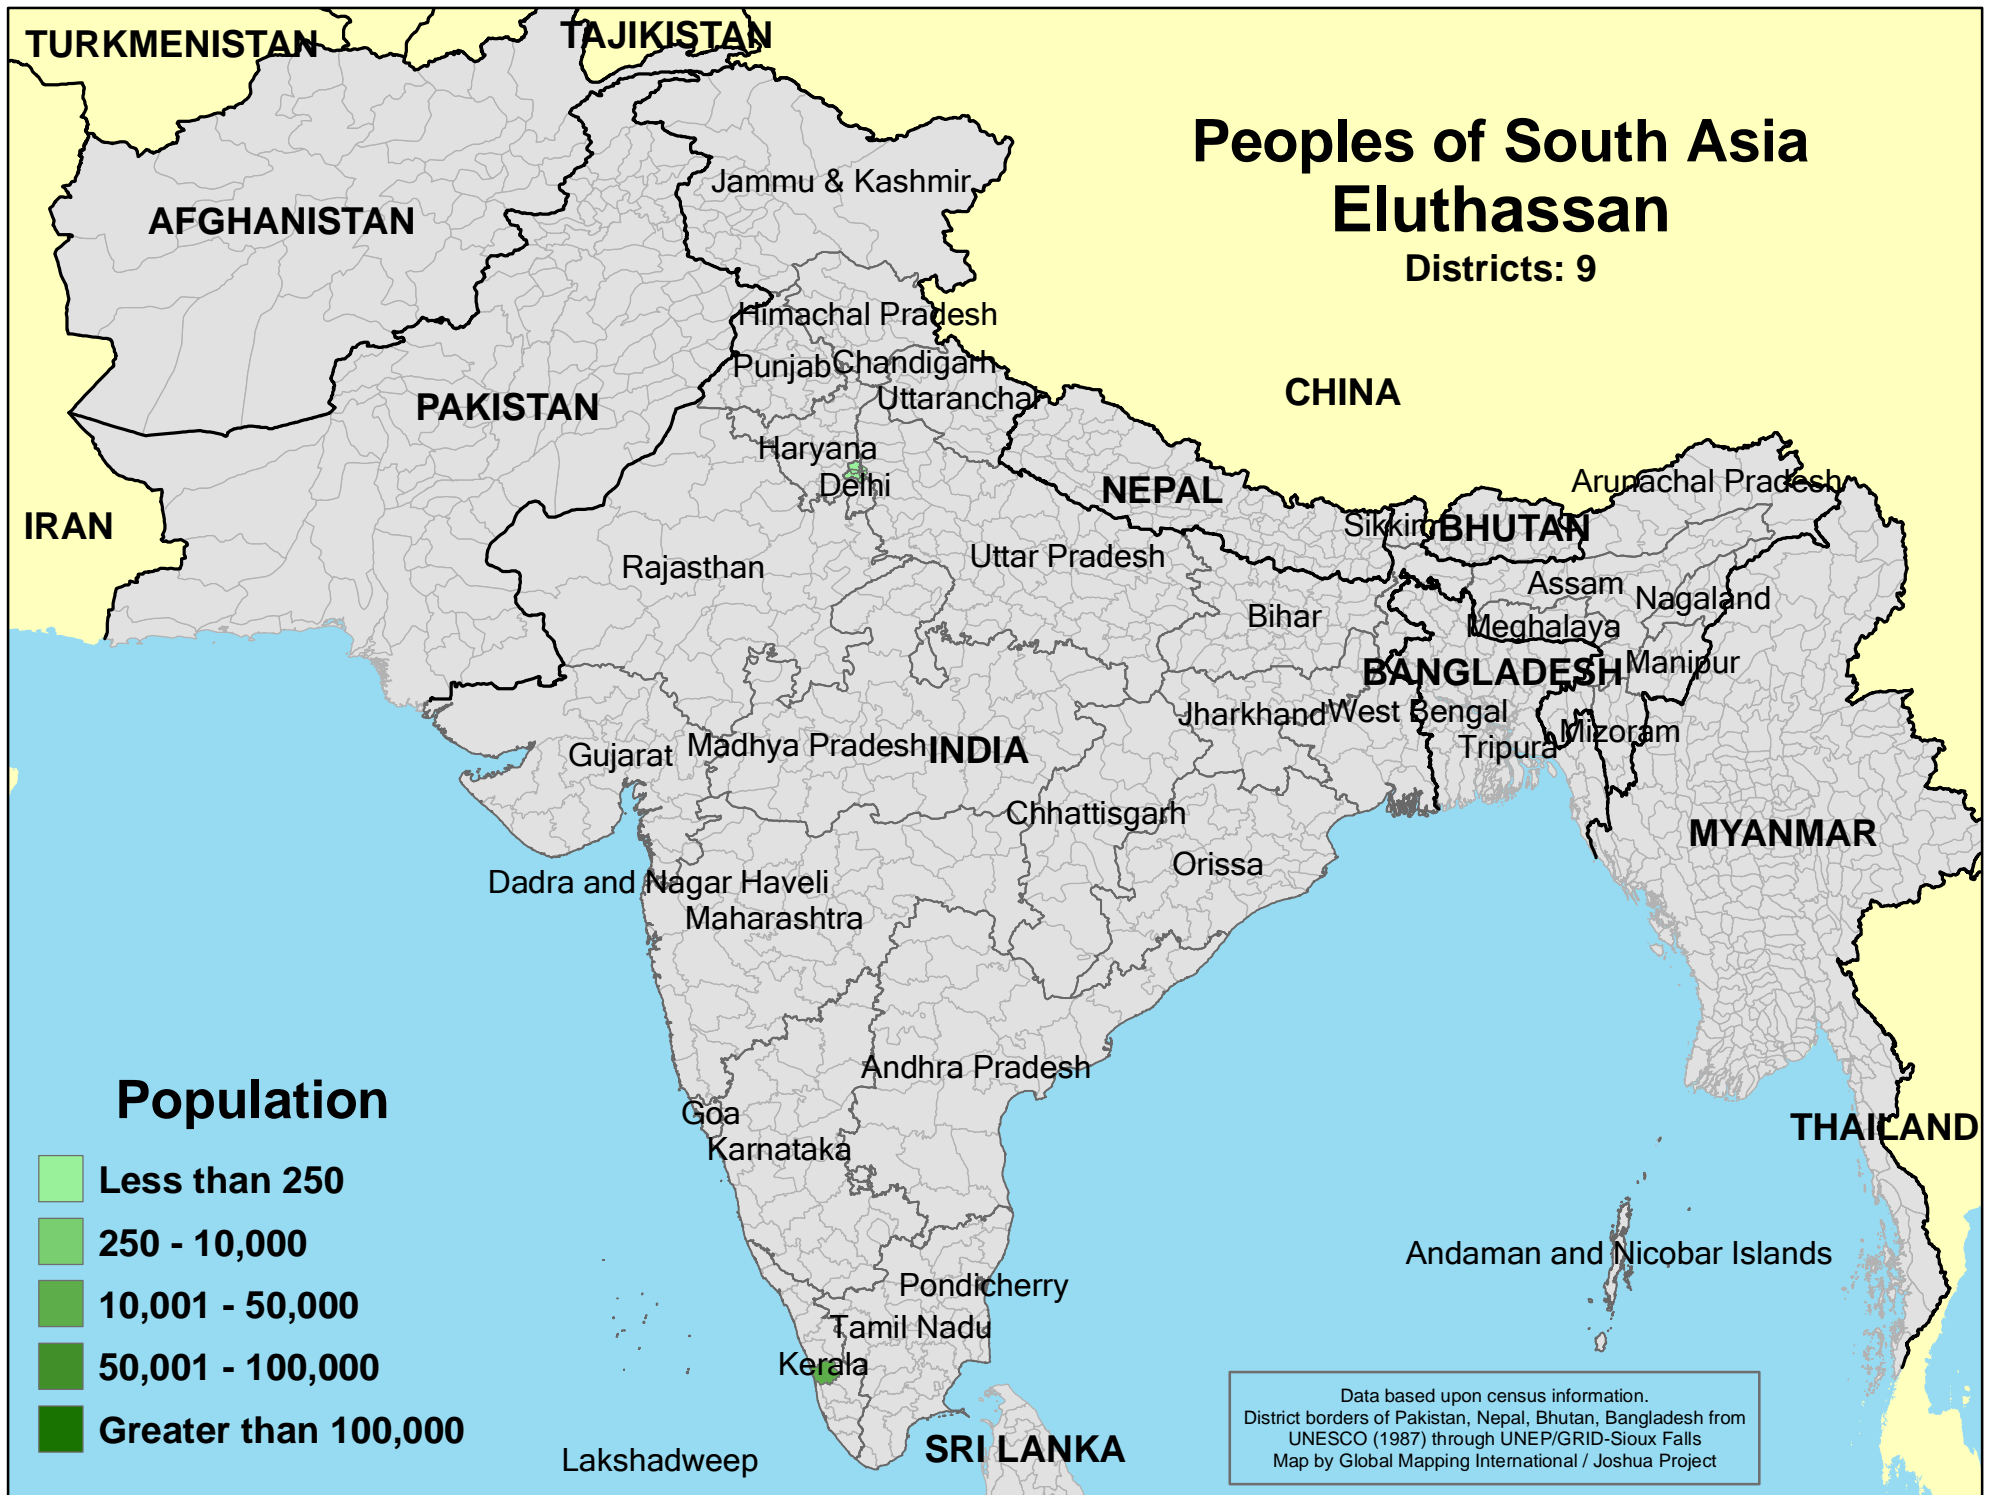 TURKMENISTAN
TAJIKISTAN
Peoples of South Asia
Eluthassan
Districts: 9
Jammu & Kashmir
AFGHANISTAN
Himachal Pradesh
Punjab
Chandigarh
CHINA
Uttaranchal
PAKISTAN
Haryana
Delhi
NEPAL
Arunachal Pradesh
IRAN
Sikkim
BHUTAN
Uttar Pradesh
Rajasthan
Assam
Nagaland
Bihar
Meghalaya
BANGLADESH
Manipur
Jharkhand
West Bengal
Mizoram
Tripura
Gujarat
Madhya Pradesh
INDIA
Chhattisgarh
MYANMAR
Orissa
Dadra and Nagar Haveli
Maharashtra
Andhra Pradesh
Goa
Karnataka
THAILAND
Andaman and Nicobar Islands
Pondicherry
Tamil Nadu
Kerala
Lakshadweep
SRI LANKA
Population
Less than 250
250 - 10,000
10,001 - 50,000
50,001 - 100,000
Greater than 100,000
Data based upon census information.
District borders of Pakistan, Nepal, Bhutan, Bangladesh from
UNESCO (1987) through UNEP/GRID-Sioux Falls
Map by Global Mapping International / Joshua Project